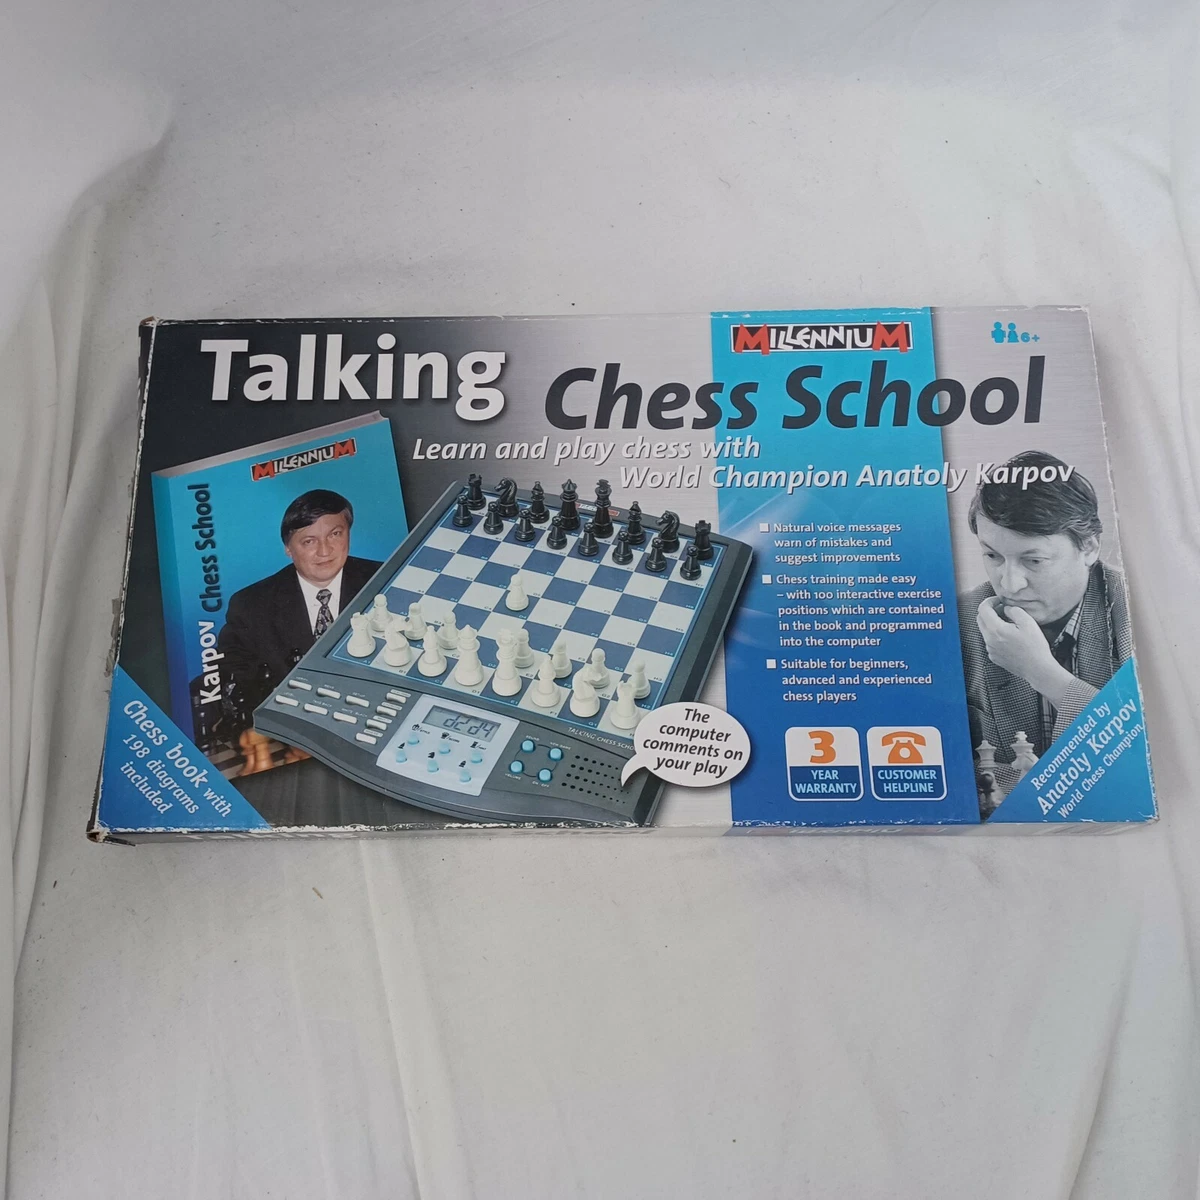 Talking
Chess School
MILLENNIUM
6+
Learn and play chess with
World Champion Anatoly Karpov
MILLENNIUM
Karpov Chess School
Natural voice messages
warn of mistakes and
suggest improvements
Chess training made easy
– with 100 interactive exercise
positions which are contained
in the book and programmed
into the computer
Suitable for beginners,
advanced and experienced
chess players
Chess book with
198 diagrams
included
d2d4
TALKING CHESS SCHO
The
computer
comments on
your play
3
YEAR
WARRANTY
CUSTOMER
HELPLINE
Recommended by
Anatoly Karpov
World Chess Champion